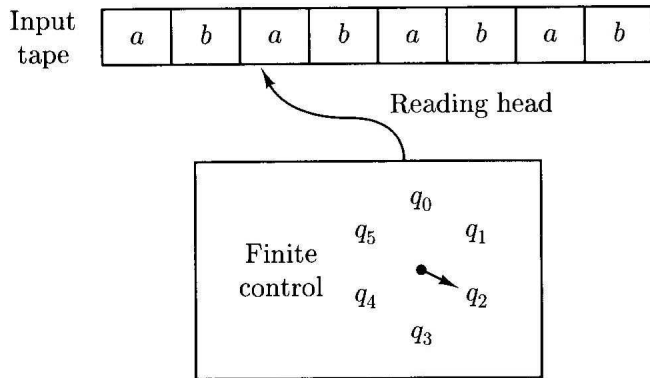 Input
tape
a b a b a b a b
Reading head
q₀
q₅ q₁
Finite
control
q₄ q₂
q₃